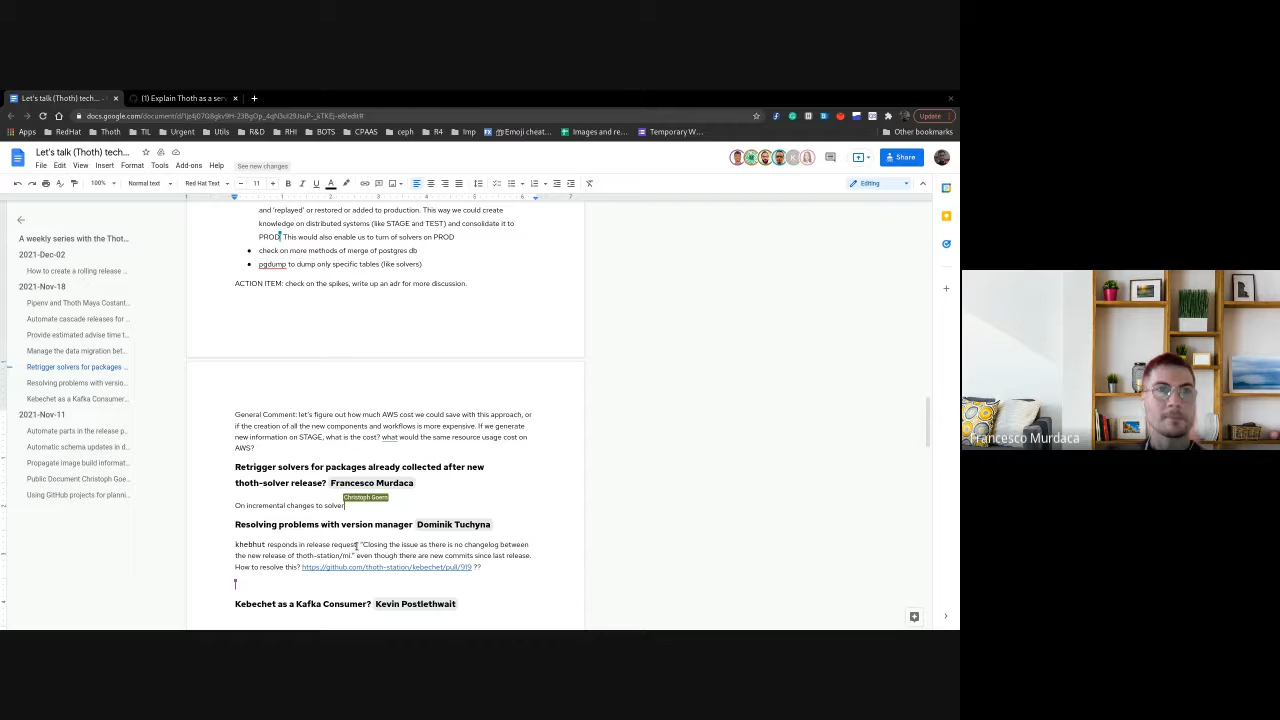 Let's talk (Thoth) tech...
(1) Explain Thoth as a serv
Update
Apps
RedHat
Thoth
TIL
Urgent
Utils
R&D
RHI
BOTS
CPAAS
ceph
R4
Imp
Emoji cheat...
Images and re...
Temporary W...
Other bookmarks
Let's talk (Thoth) tech...
File Edit View Insert Format Tools Add-ons Help
See new changes
Share
100%
Normal text
Red Hat Text
11
Editing
A weekly series with the Thot...
2021-Dec-02
How to create a rolling release ...
2021-Nov-18
Pipenv and Thoth Maya Costant...
Automate cascade releases for ...
Provide estimated advise time t...
Manage the data migration bet...
Retrigger solvers for packages ...
Resolving problems with versio...
Kebechet as a Kafka Consumer...
2021-Nov-11
Automate parts in the release p...
Automatic schema updates in d...
Propagate image build informat...
Public Document Christoph Goern...
Using GitHub projects for planni...
and 'replayed' or restored or added to production. This way we could create
knowledge on distributed systems (like STAGE and TEST) and consolidate it to
PROD. This would also enable us to turn of solvers on PROD
● check on more methods of merge of postgres db
● pgdump to dump only specific tables (like solvers)
ACTION ITEM: check on the spikes, write up an adr for more discussion.
General Comment: let's figure out how much AWS cost we could save with this approach, or
if the creation of all the new components and workflows is more expensive. If we generate
new information on STAGE, what is the cost? what would the same resource usage cost on
AWS?
Retrigger solvers for packages already collected after new
thoth-solver release? Francesco Murdaca
Christoph Goern
On incremental changes to solver
Resolving problems with version manager Dominik Tuchyna
khebhut responds in release request: "Closing the issue as there is no changelog between
the new release of thoth-station/mi." even though there are new commits since last release.
How to resolve this? https://github.com/thoth-station/kebechet/pull/919 ??
Kebechet as a Kafka Consumer? Kevin Postlethwait
Francesco Murdaca